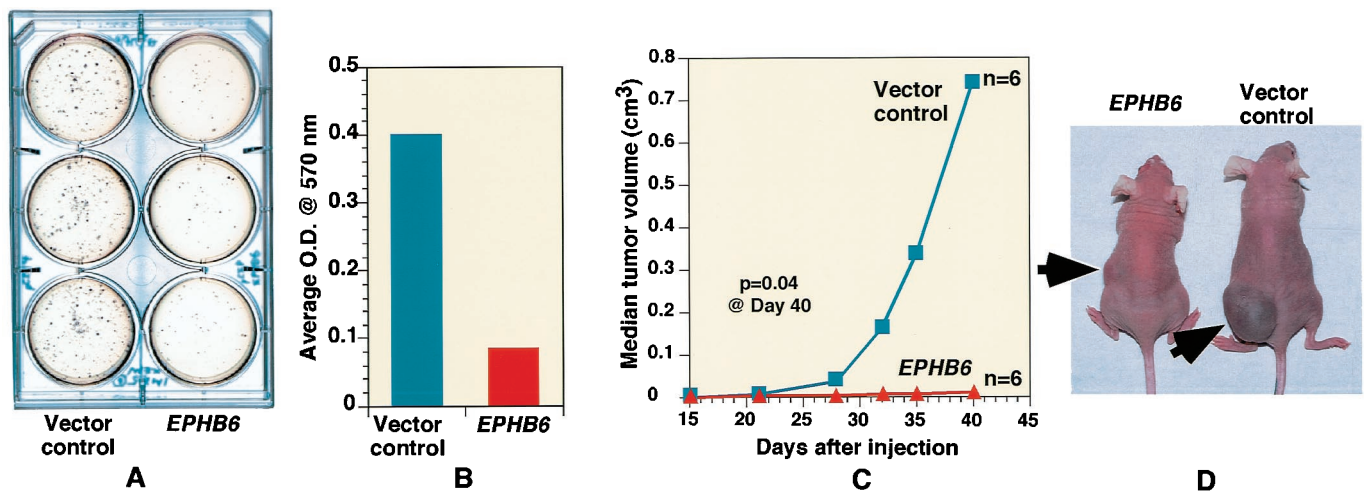 Vector
control
EPHB6
A
0.5
0.4
0.3
0.2
0.1
0
Average O.D. @ 570 nm
Vector
control
EPHB6
B
0.8
0.7
0.6
0.5
0.4
0.3
0.2
0.1
0
Median tumor volume (cm³)
Vector
control
n=6
p=0.04
@ Day 40
EPHB6
n=6
15 20 25 30 35 40 45
Days after injection
C
EPHB6
Vector
control
D